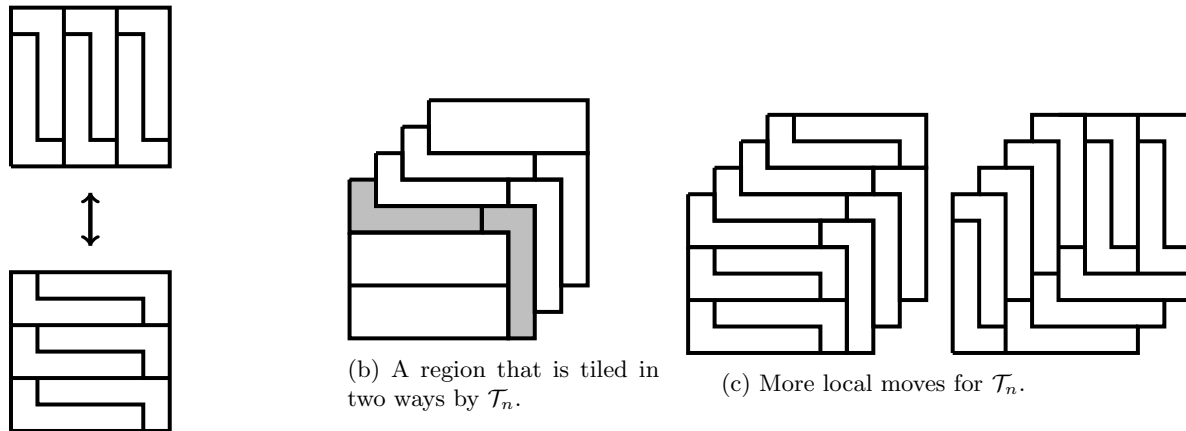 (b) A region that is tiled in
two ways by 𝒯ₙ.
(c) More local moves for 𝒯ₙ.